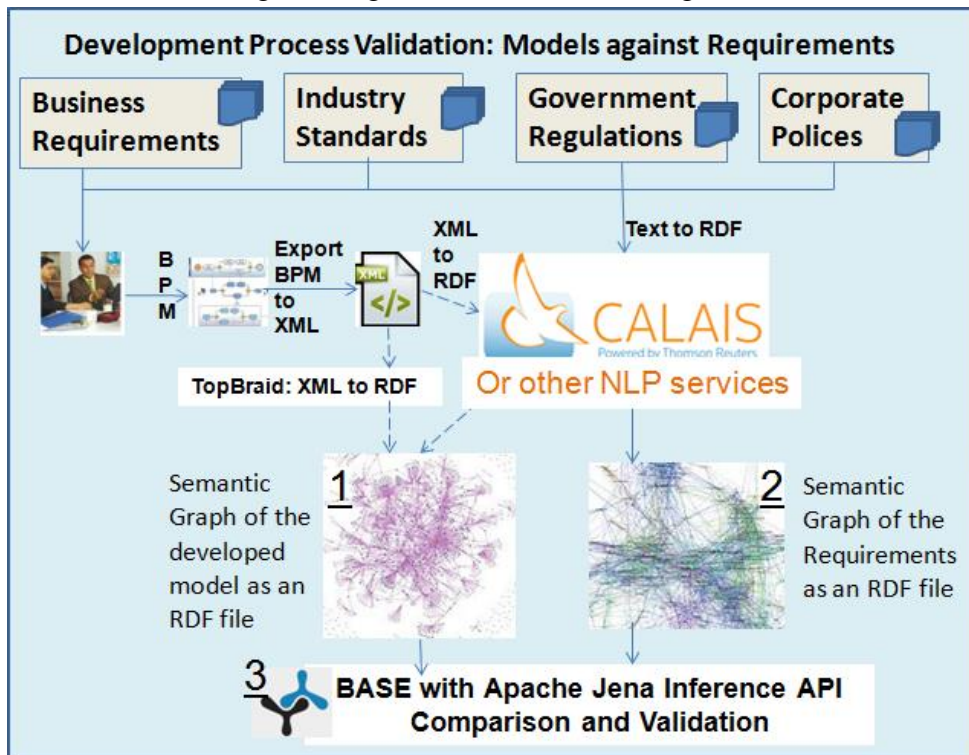 Development Process Validation: Models against Requirements
Business
Requirements
Industry
Standards
Government
Regulations
Corporate
Polices
B
P
M
Export
BPM
to
XML
XML
</>
XML
to
RDF
Text to RDF
CALAIS
Powered by Thomson Reuters
Or other NLP services
TopBraid: XML to RDF
Semantic
Graph of the
developed
model as an
RDF file
1
2
Semantic
Graph of the
Requirements
as an RDF file
3
BASE with Apache Jena Inference API
Comparison and Validation